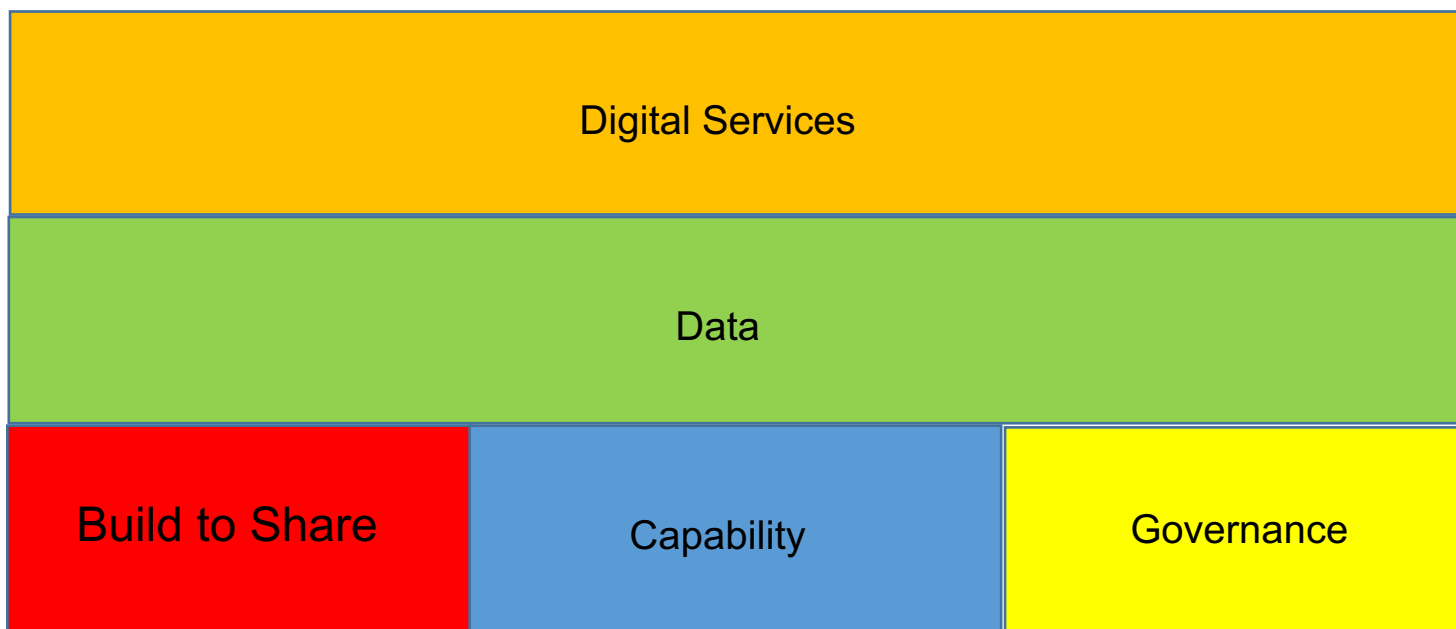 Digital Services
Data
Build to Share
Capability
Governance